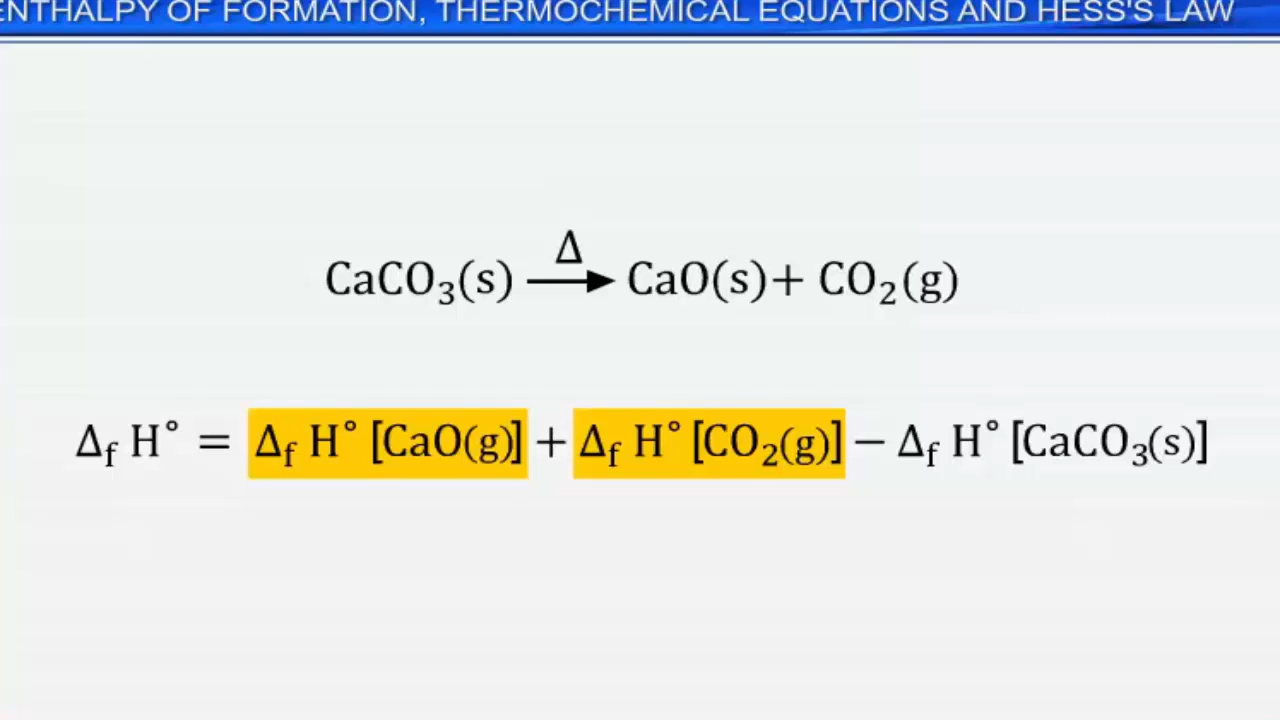 ENTHALPY OF FORMATION, THERMOCHEMICAL EQUATIONS AND HESS'S LAW
Δ
CaCO₃(s) ⟶ CaO(s)+ CO₂(g)
Δf H° = Δf H° [CaO(g)] + Δf H° [CO₂(g)] − Δf H° [CaCO₃(s)]